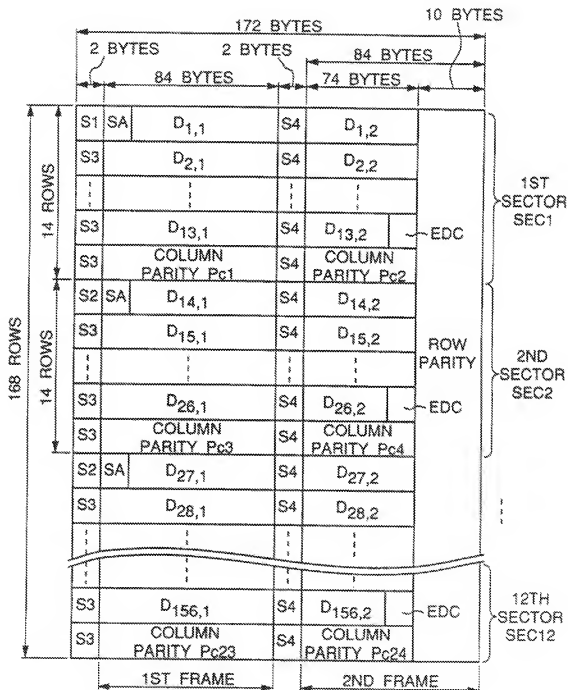 172 BYTES
10 BYTES
2 BYTES
2 BYTES
84 BYTES
84 BYTES
74 BYTES
S1 SA D1,1 S4 D1,2
S3 D2,1 S4 D2,2
S3 D13,1 S4 D13,2 EDC
S3 COLUMN PARITY Pc1 S4 COLUMN PARITY Pc2
S2 SA D14,1 S4 D14,2
S3 D15,1 S4 D15,2
ROW PARITY
S3 D26,1 S4 D26,2 EDC
S3 COLUMN PARITY Pc3 S4 COLUMN PARITY Pc4
S2 SA D27,1 S4 D27,2
S3 D28,1 S4 D28,2
S3 D156,1 S4 D156,2 EDC
S3 COLUMN PARITY Pc23 S4 COLUMN PARITY Pc24
168 ROWS
14 ROWS
14 ROWS
1ST SECTOR SEC1
2ND SECTOR SEC2
12TH SECTOR SEC12
1ST FRAME
2ND FRAME